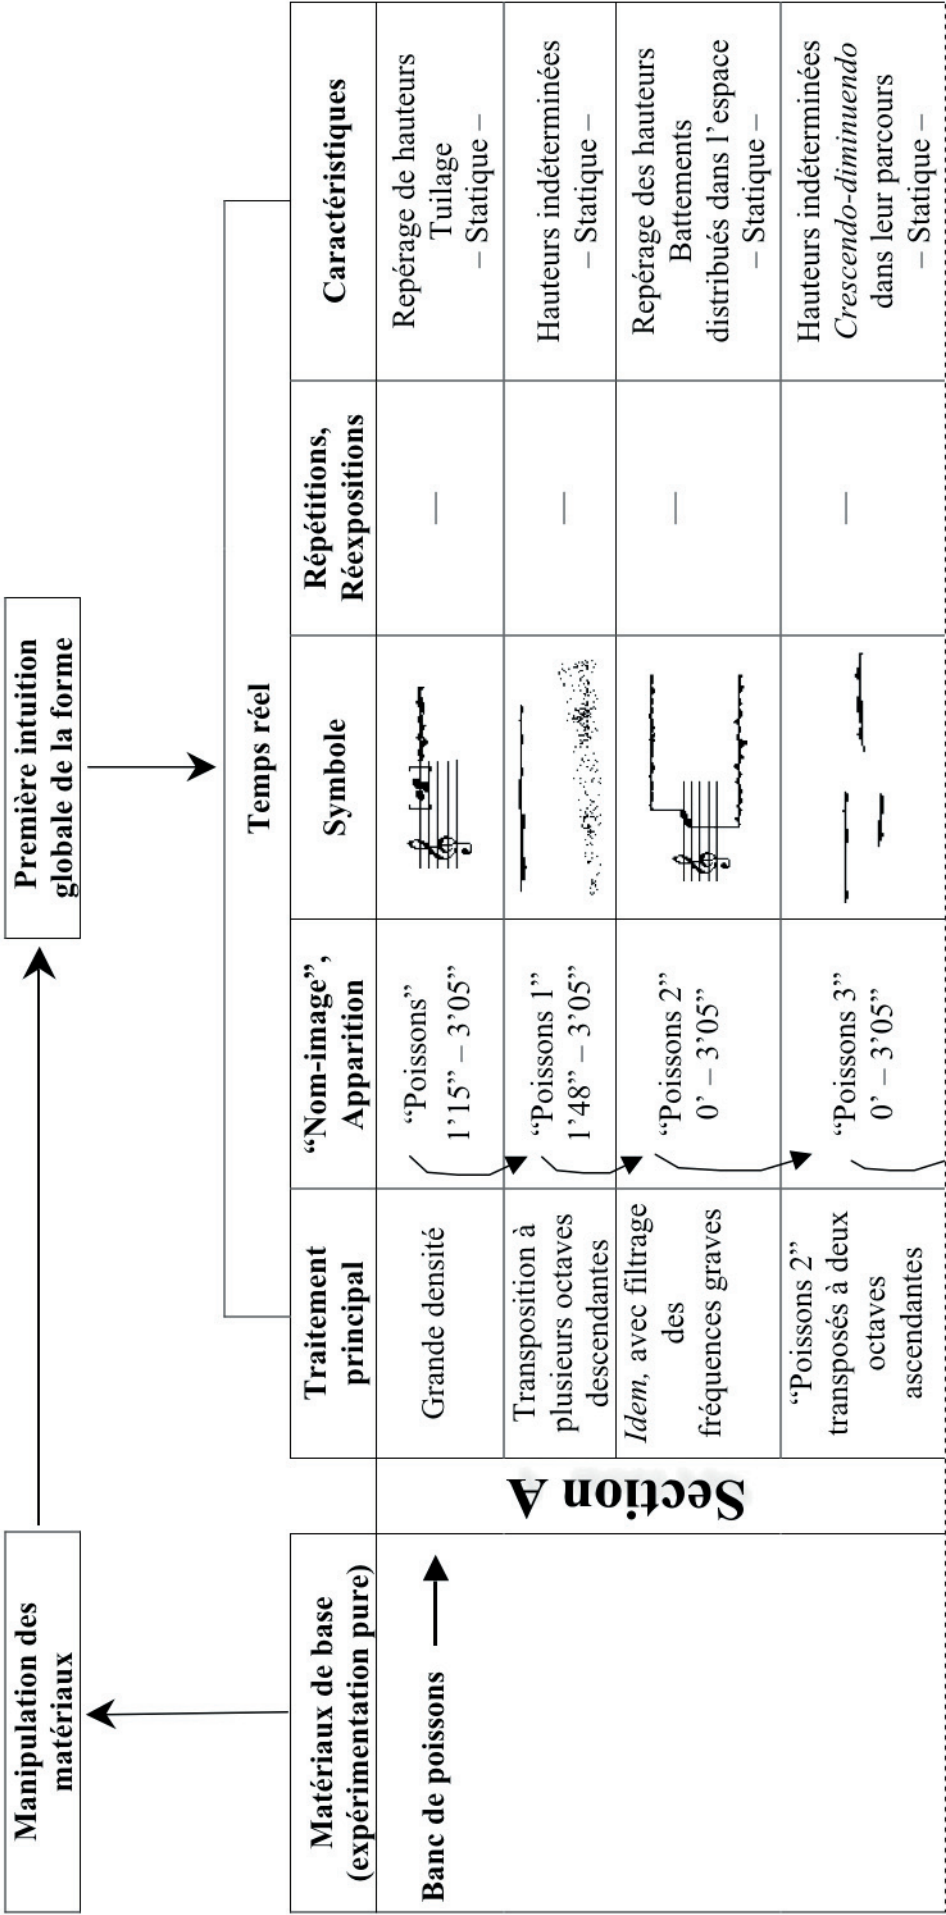 Manipulation des
matériaux
Première intuition
globale de la forme
Temps réel
Matériaux de base
(expérimentation pure)
Traitement
principal
“Nom-image”,
Apparition
Symbole
Répétitions,
Réexpositions
Caractéristiques
Banc de poissons
Section A
Grande densité
“Poissons”
1’15” – 3’05”
–
Repérage de hauteurs
Tuilage
– Statique –
Transposition à
plusieurs octaves
descendantes
“Poissons 1”
1’48” – 3’05”
–
Hauteurs indéterminées
– Statique –
Idem, avec filtrage
des
fréquences graves
“Poissons 2”
0’ – 3’05”
–
Repérage des hauteurs
Battements
distribués dans l’espace
– Statique –
“Poissons 2”
transposés à deux
octaves
ascendantes
“Poissons 3”
0’ – 3’05”
–
Hauteurs indéterminées
Crescendo-diminuendo
dans leur parcours
– Statique –